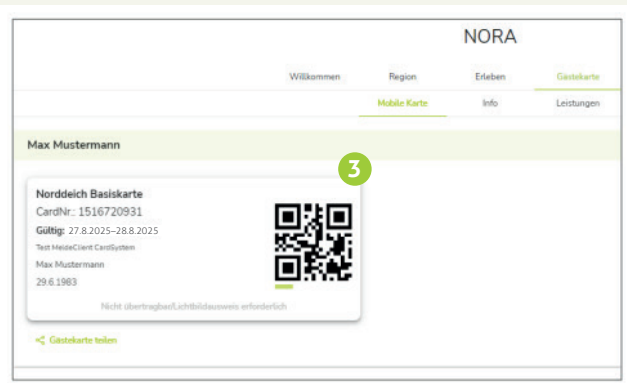 NORA
Willkommen Region Erleben Gästekarte
Mobile Karte Info Leistungen
Max Mustermann
3
Norddeich Basiskarte
CardNr.: 1516720931
Gültig: 27.8.2025–28.8.2025
Test MeldeClient CardSystem
Max Mustermann
29.6.1983
Nicht übertragbar/Lichtbildausweis erforderlich
Gästekarte teilen